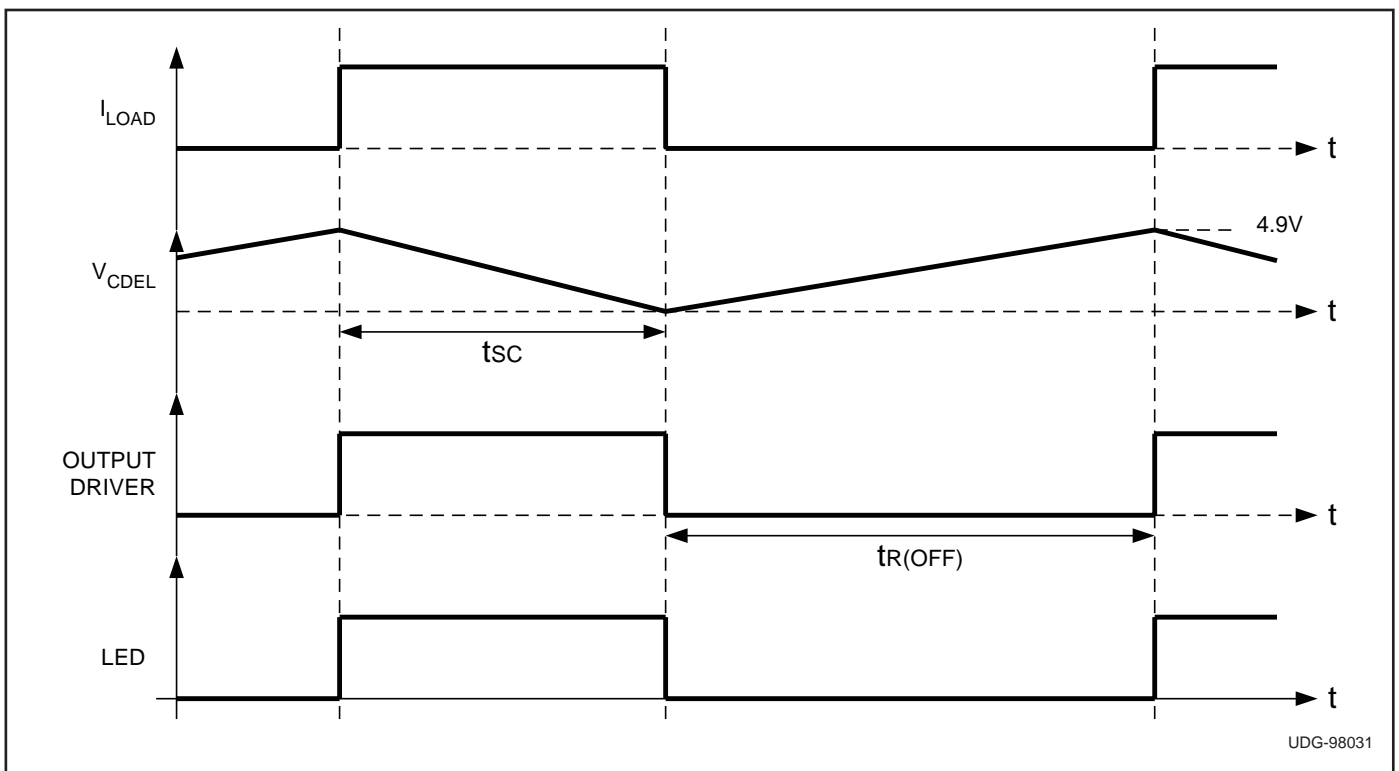 I_LOAD
t
4.9V
V_CDEL
t
tSC
OUTPUT
DRIVER
t
tR(OFF)
LED
t
UDG-98031